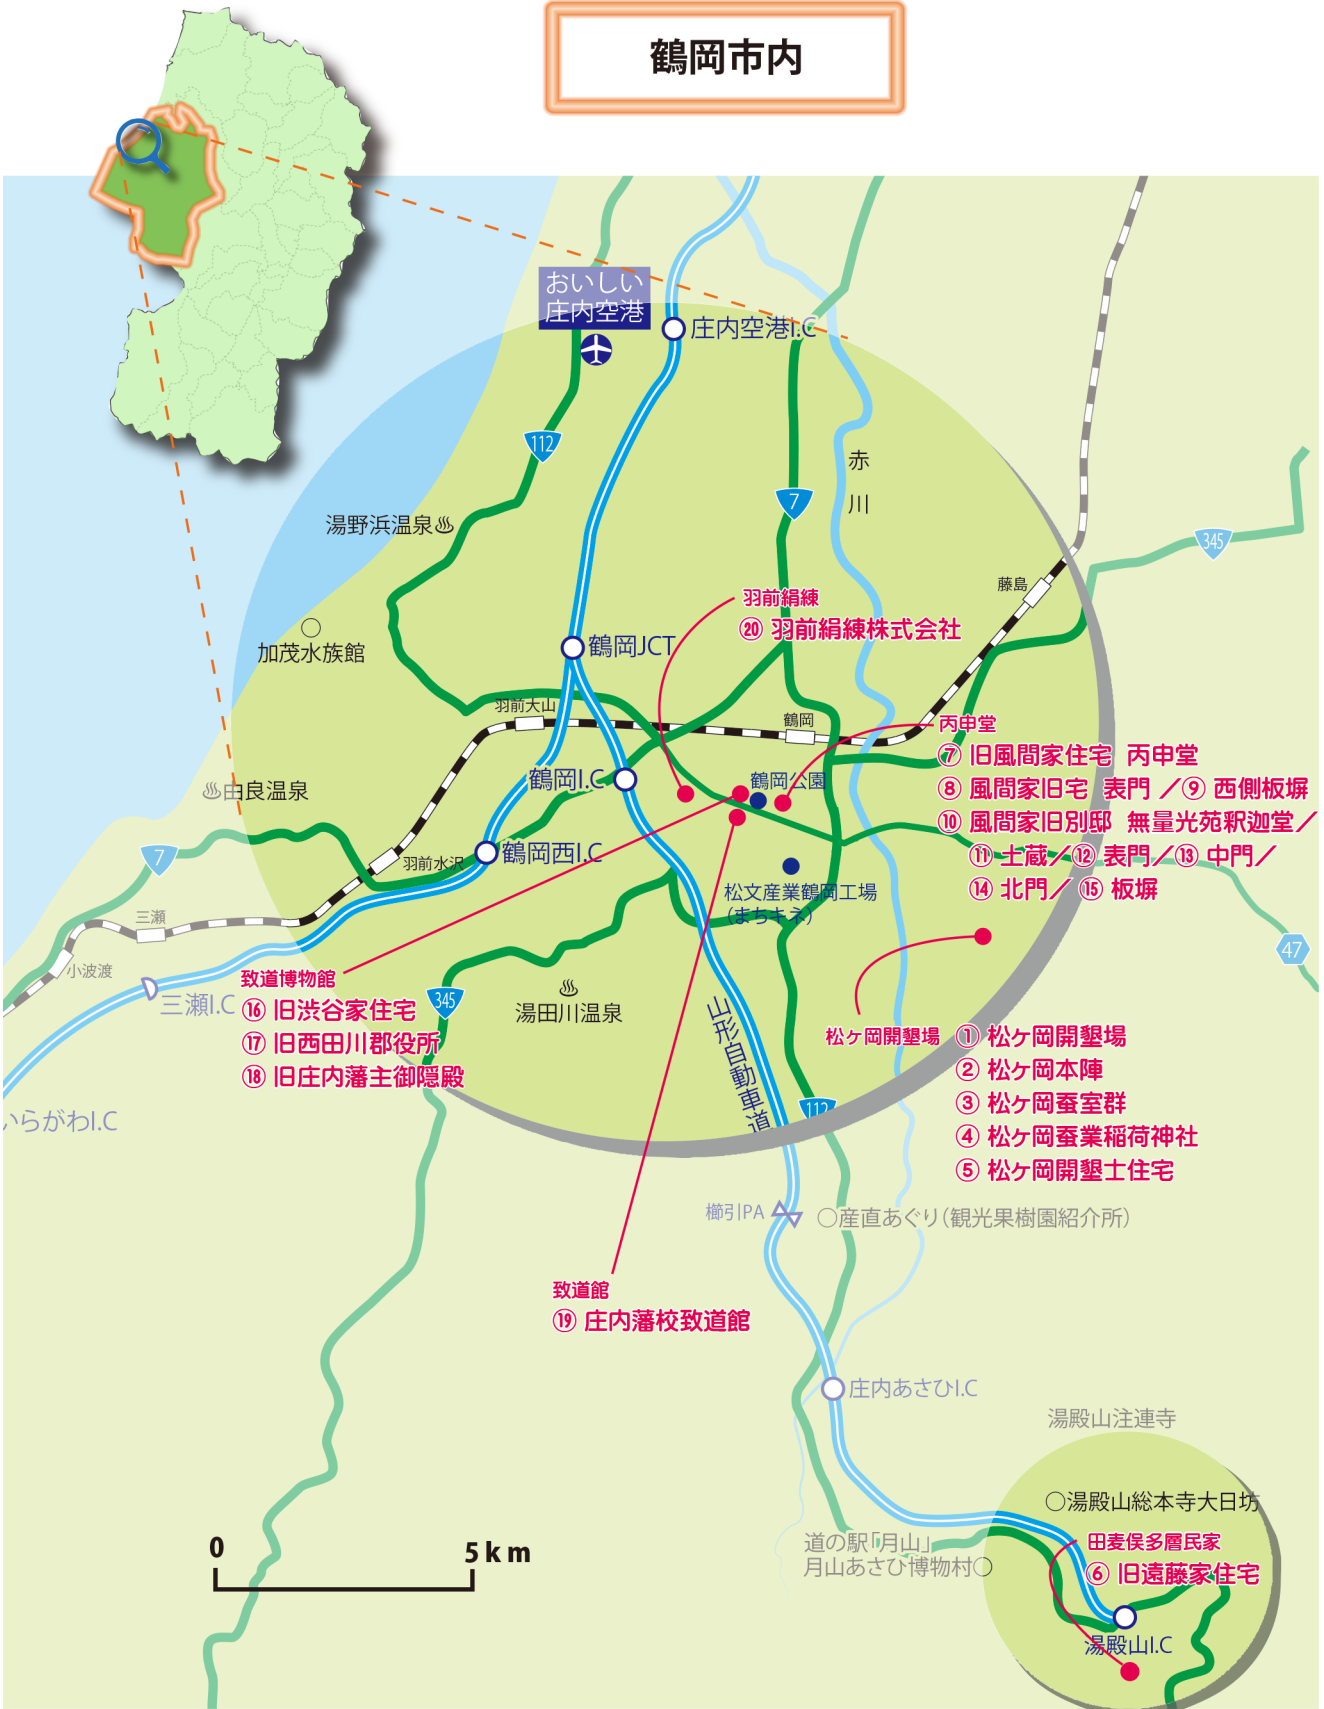 鶴岡市内
おいしい
庄内空港
庄内空港I.C
112
7
赤
川
345
湯野浜温泉
藤島
羽前絹練
⑳ 羽前絹練株式会社
加茂水族館
鶴岡JCT
羽前大山
鶴岡
丙申堂
⑦ 旧風間家住宅 丙申堂
⑧ 風間家旧宅 表門／⑨ 西側板塀
⑩ 風間家旧別邸 無量光苑釈迦堂／
⑪ 土蔵／⑫ 表門／⑬ 中門／
⑭ 北門／ ⑮ 板塀
鶴岡I.C
鶴岡公園
由良温泉
7
羽前水沢
鶴岡西I.C
松文産業鶴岡工場
(まちキネ)
三瀬
小波渡
47
三瀬I.C
致道博物館
⑯ 旧渋谷家住宅
⑰ 旧西田川郡役所
⑱ 旧庄内藩主御隠殿
345
湯田川温泉
山形自動車道
松ヶ岡開墾場
① 松ヶ岡開墾場
② 松ヶ岡本陣
③ 松ヶ岡蚕室群
④ 松ヶ岡蚕業稲荷神社
⑤ 松ヶ岡開墾士住宅
112
いらがわI.C
櫛引PA
○産直あぐり(観光果樹園紹介所)
致道館
⑲ 庄内藩校致道館
庄内あさひI.C
湯殿山注連寺
○湯殿山総本寺大日坊
道の駅「月山」
月山あさひ博物村○
田麦俣多層民家
⑥ 旧遠藤家住宅
湯殿山I.C
0
5km